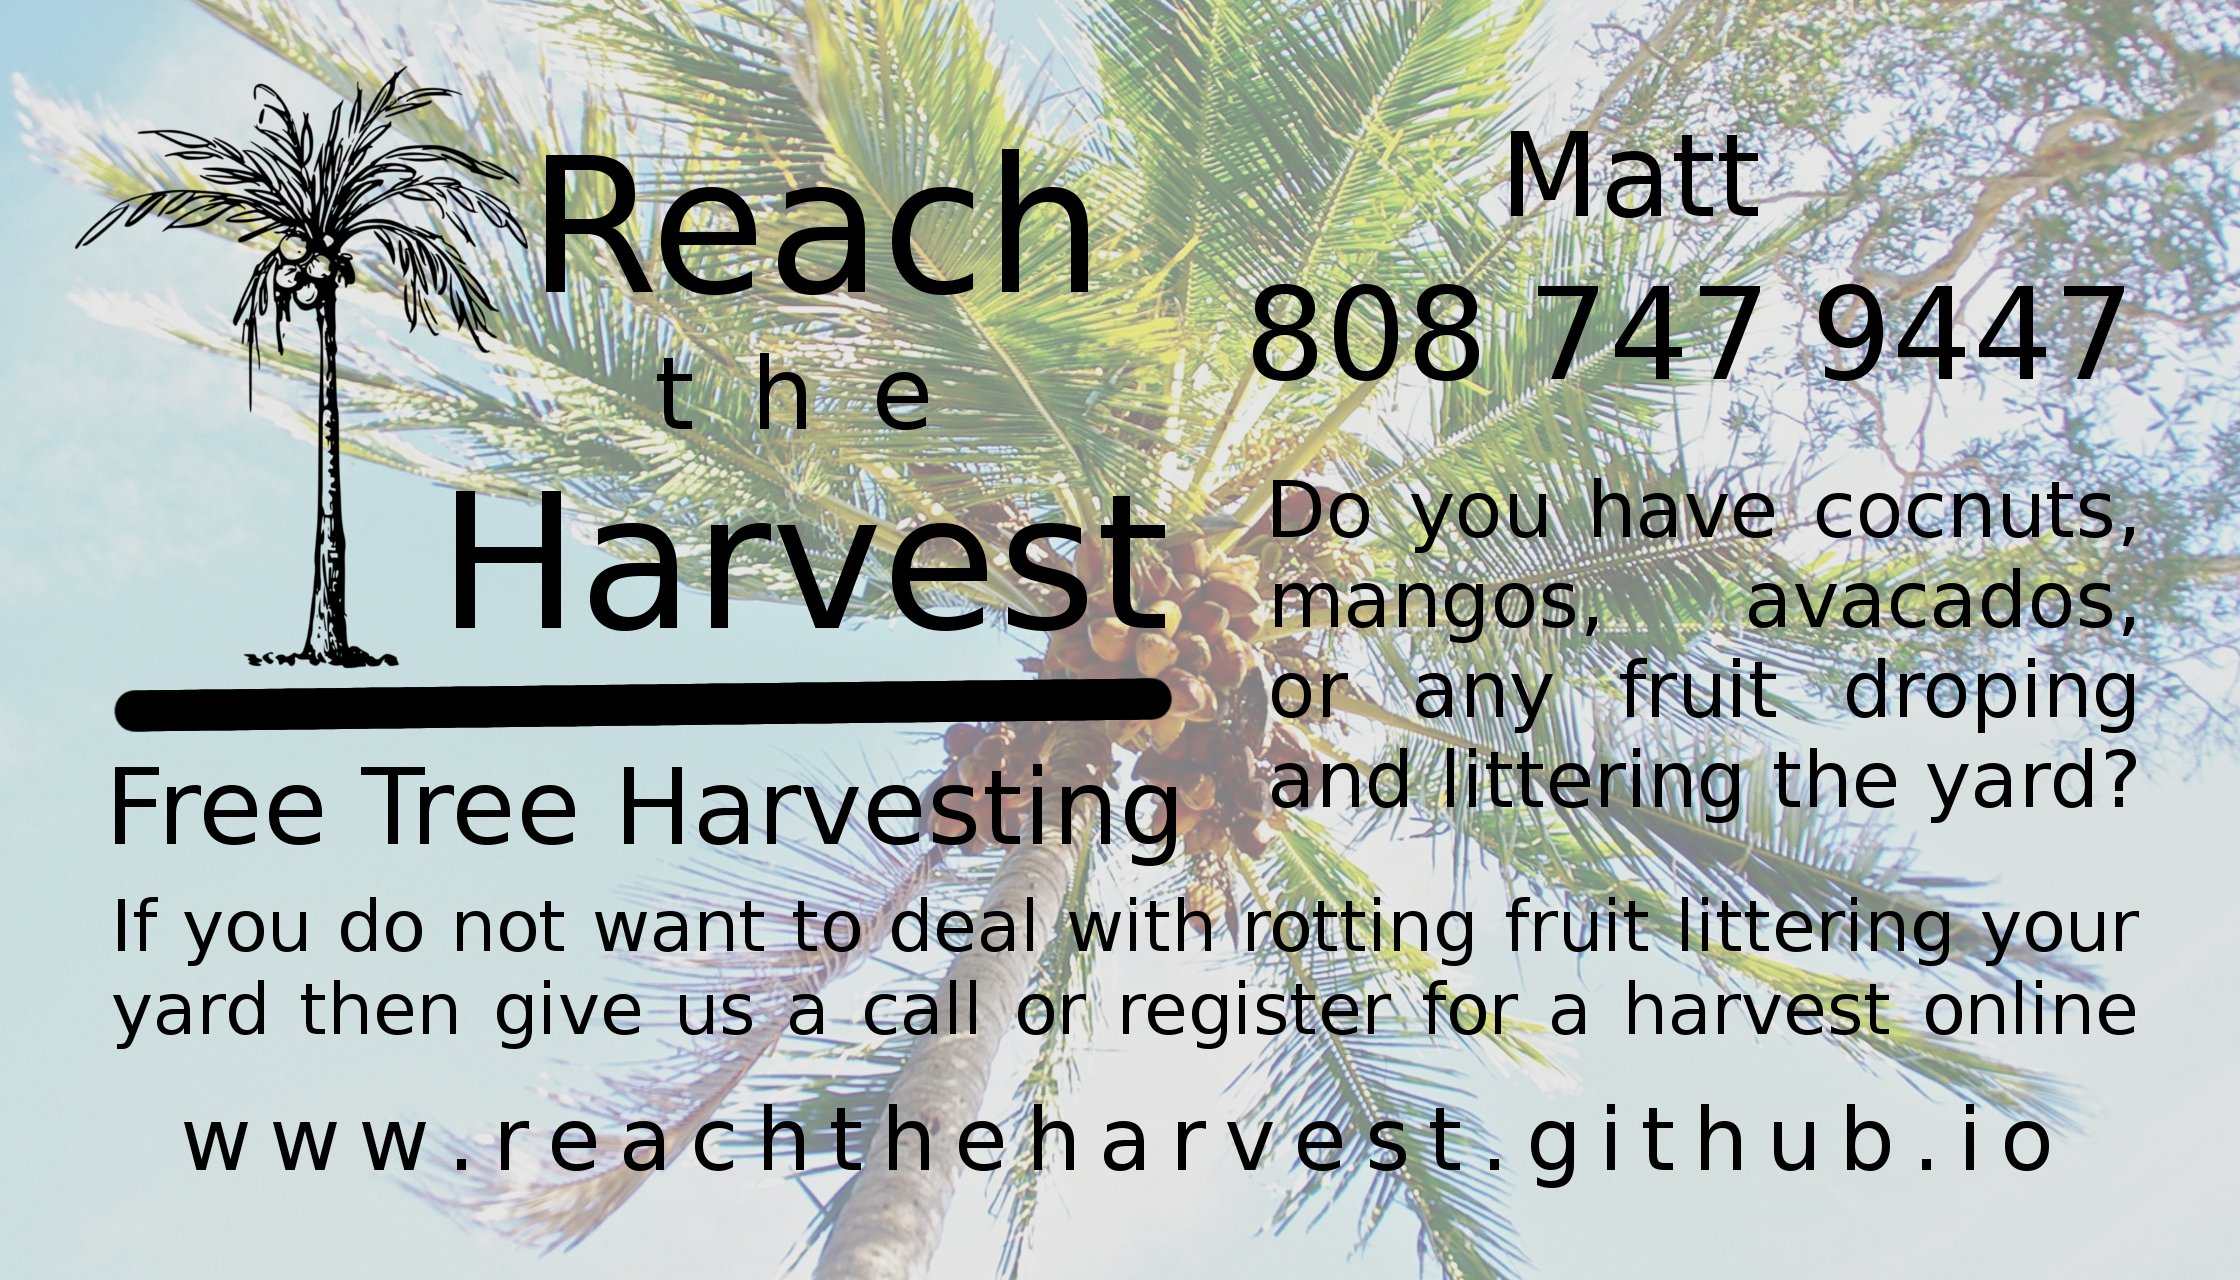 Reach
the
Harvest
Free Tree Harvesting
Matt
808 747 9447
Do you have cocnuts,
mangos, avacados,
or any fruit droping
and littering the yard?
If you do not want to deal with rotting fruit littering your
yard then give us a call or register for a harvest online
www.reachtheharvest.github.io